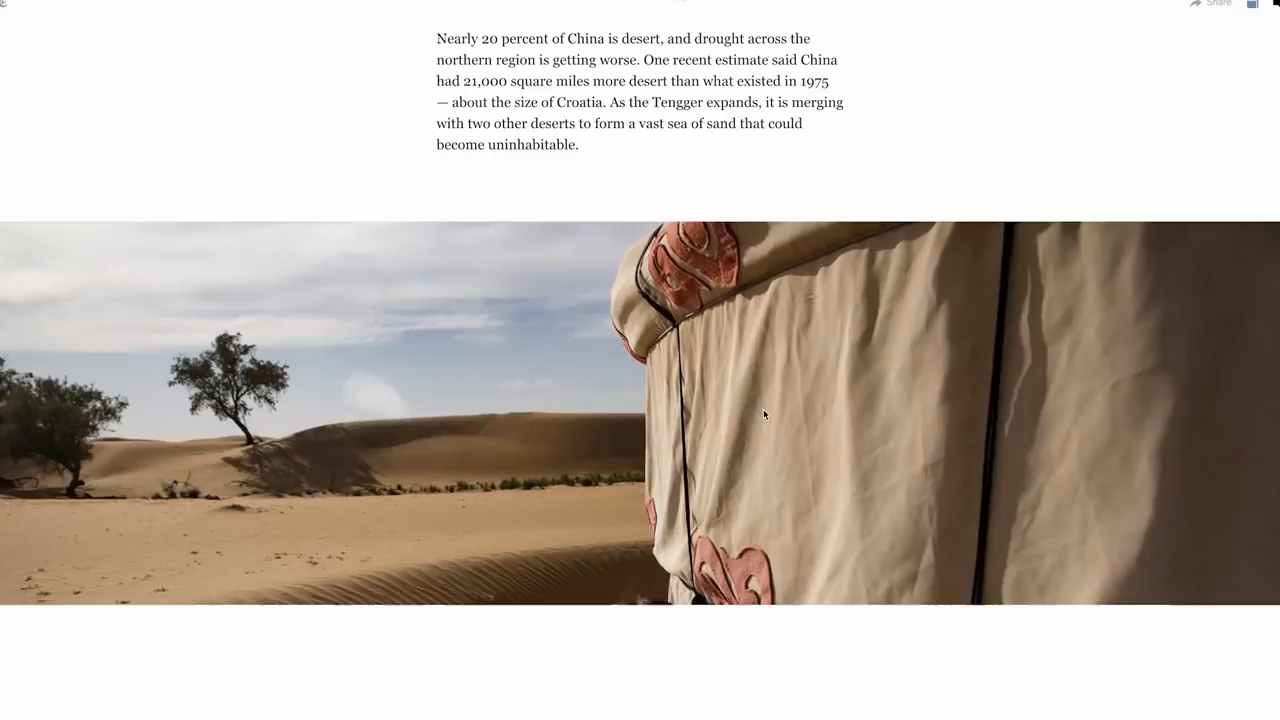 Share
Nearly 20 percent of China is desert, and drought across the
northern region is getting worse. One recent estimate said China
had 21,000 square miles more desert than what existed in 1975
— about the size of Croatia. As the Tengger expands, it is merging
with two other deserts to form a vast sea of sand that could
become uninhabitable.